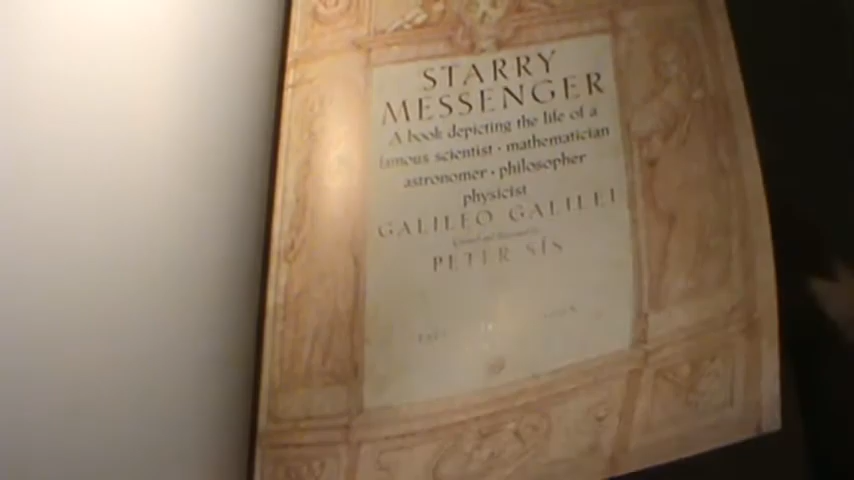 STARRY
MESSENGER
A book depicting the life of a
famous scientist • mathematician
astronomer • philosopher
physicist
GALILEO GALILEI
PETER SÍS